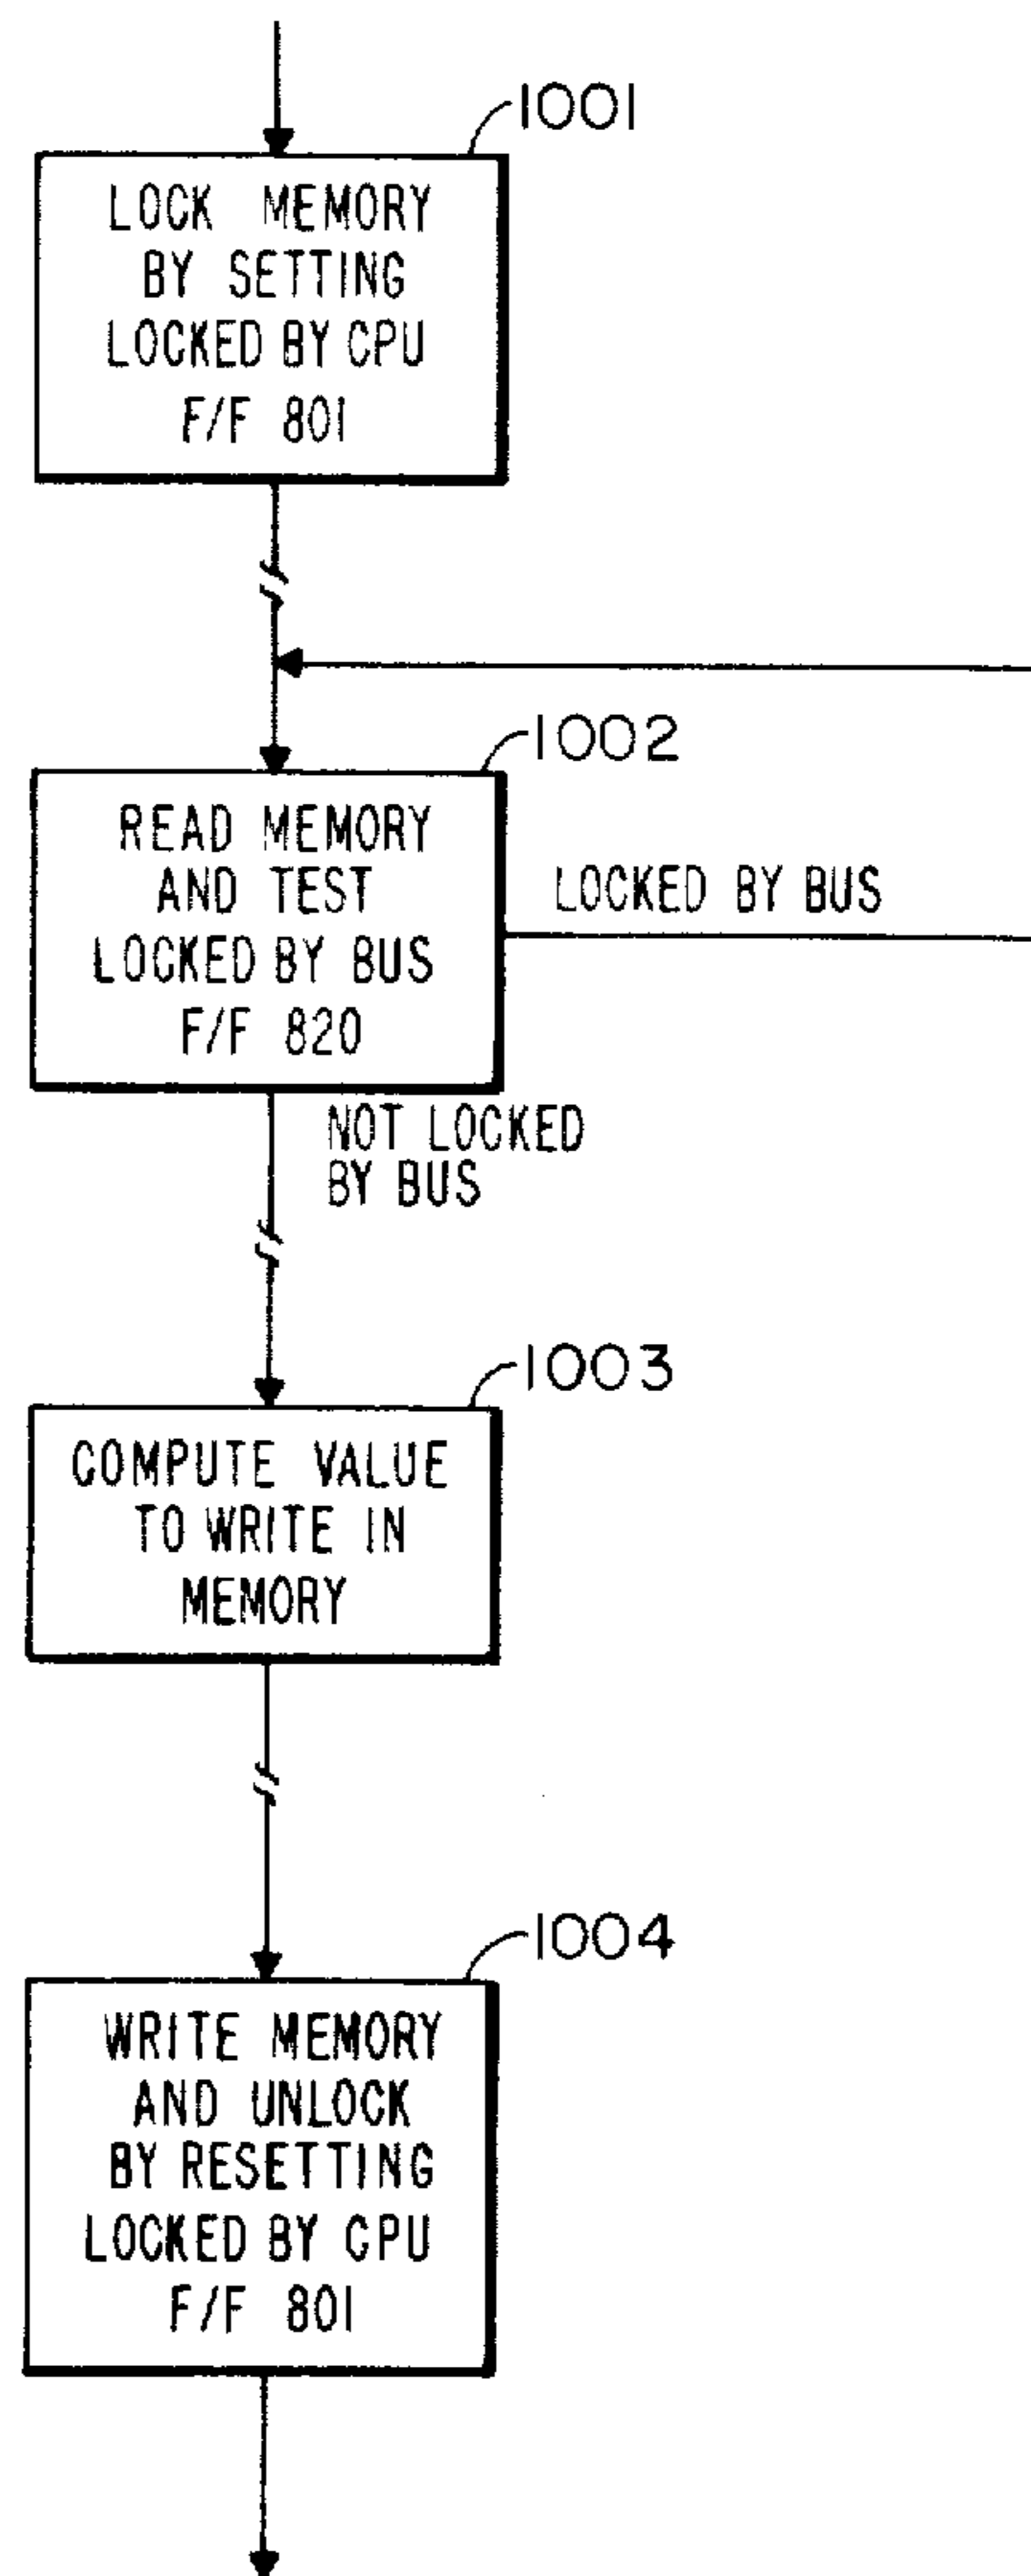 1001
LOCK MEMORY
BY SETTING
LOCKED BY CPU
F/F 801
1002
READ MEMORY
AND TEST
LOCKED BY BUS
F/F 820
LOCKED BY BUS
NOT LOCKED
BY BUS
1003
COMPUTE VALUE
TO WRITE IN
MEMORY
1004
WRITE MEMORY
AND UNLOCK
BY RESETTING
LOCKED BY CPU
F/F 801